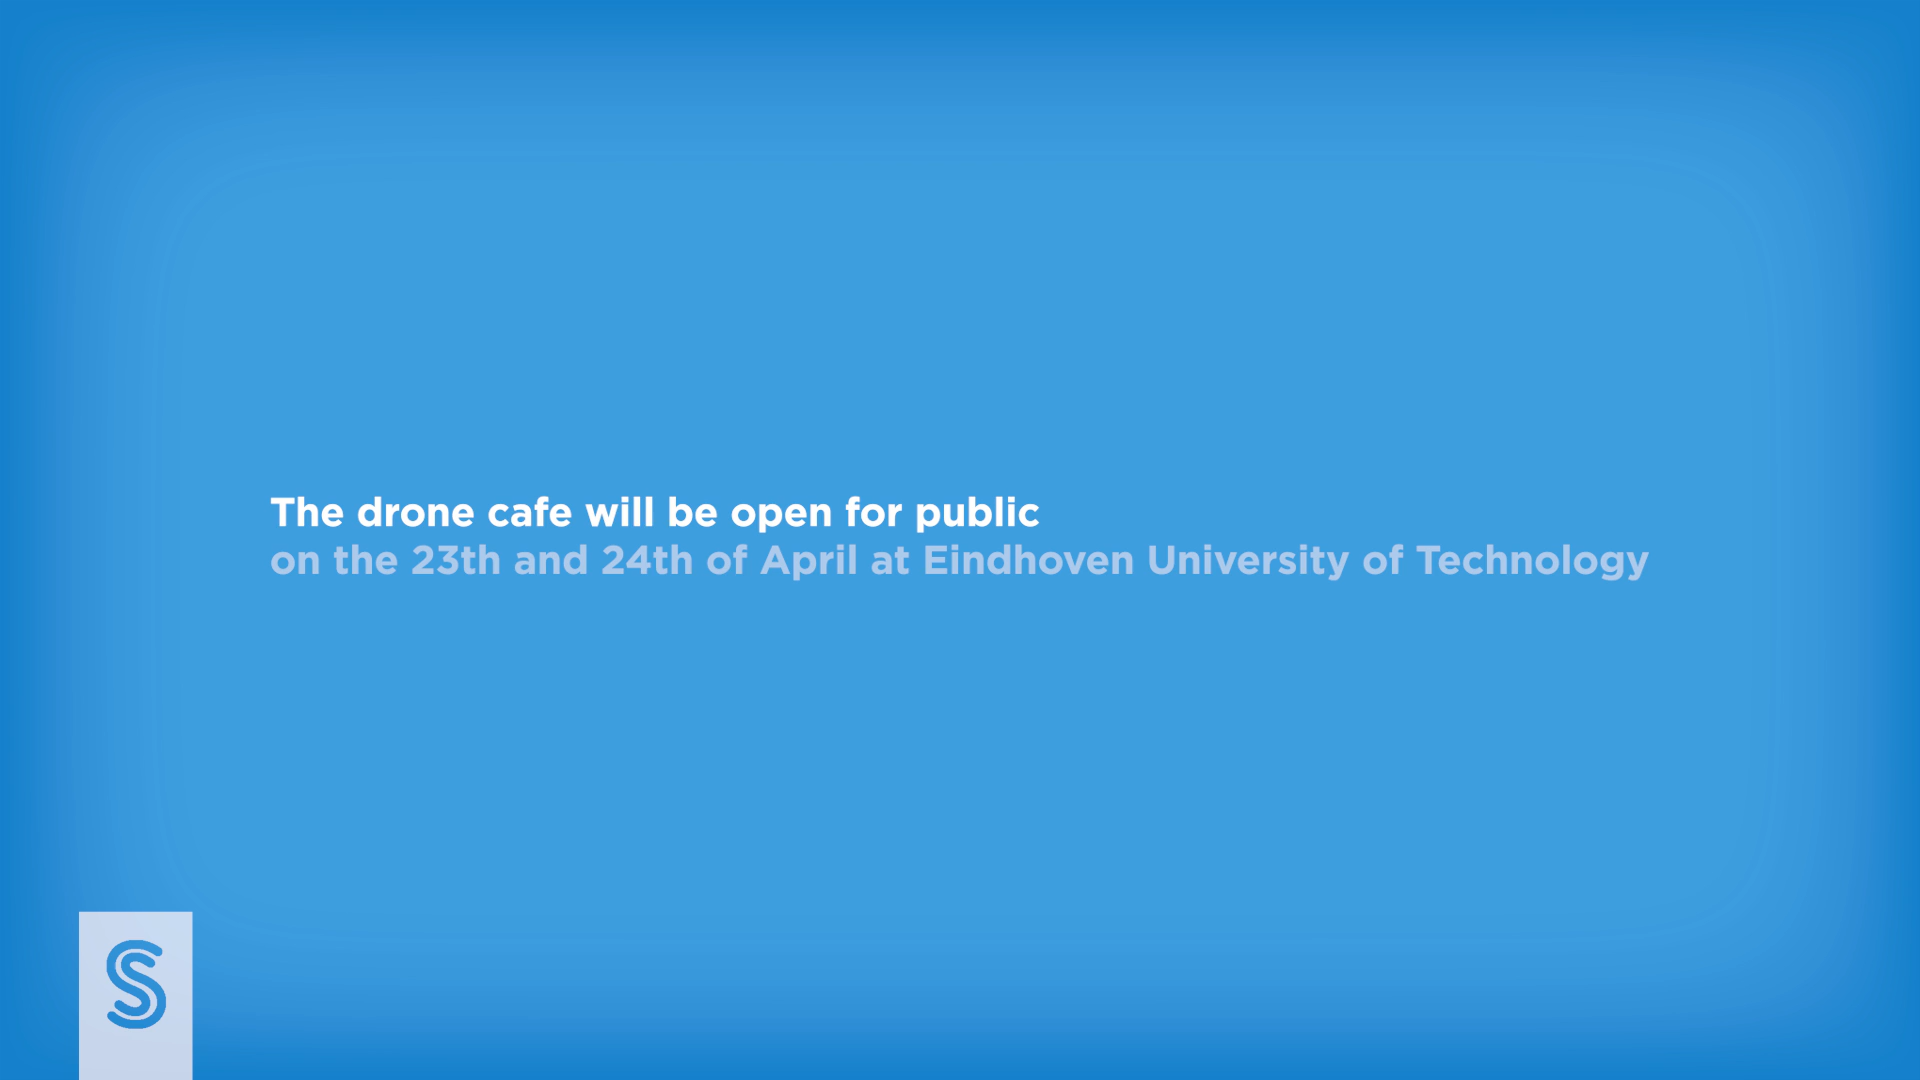 The drone cafe will be open for public
on the 23th and 24th of April at Eindhoven University of Technology
S